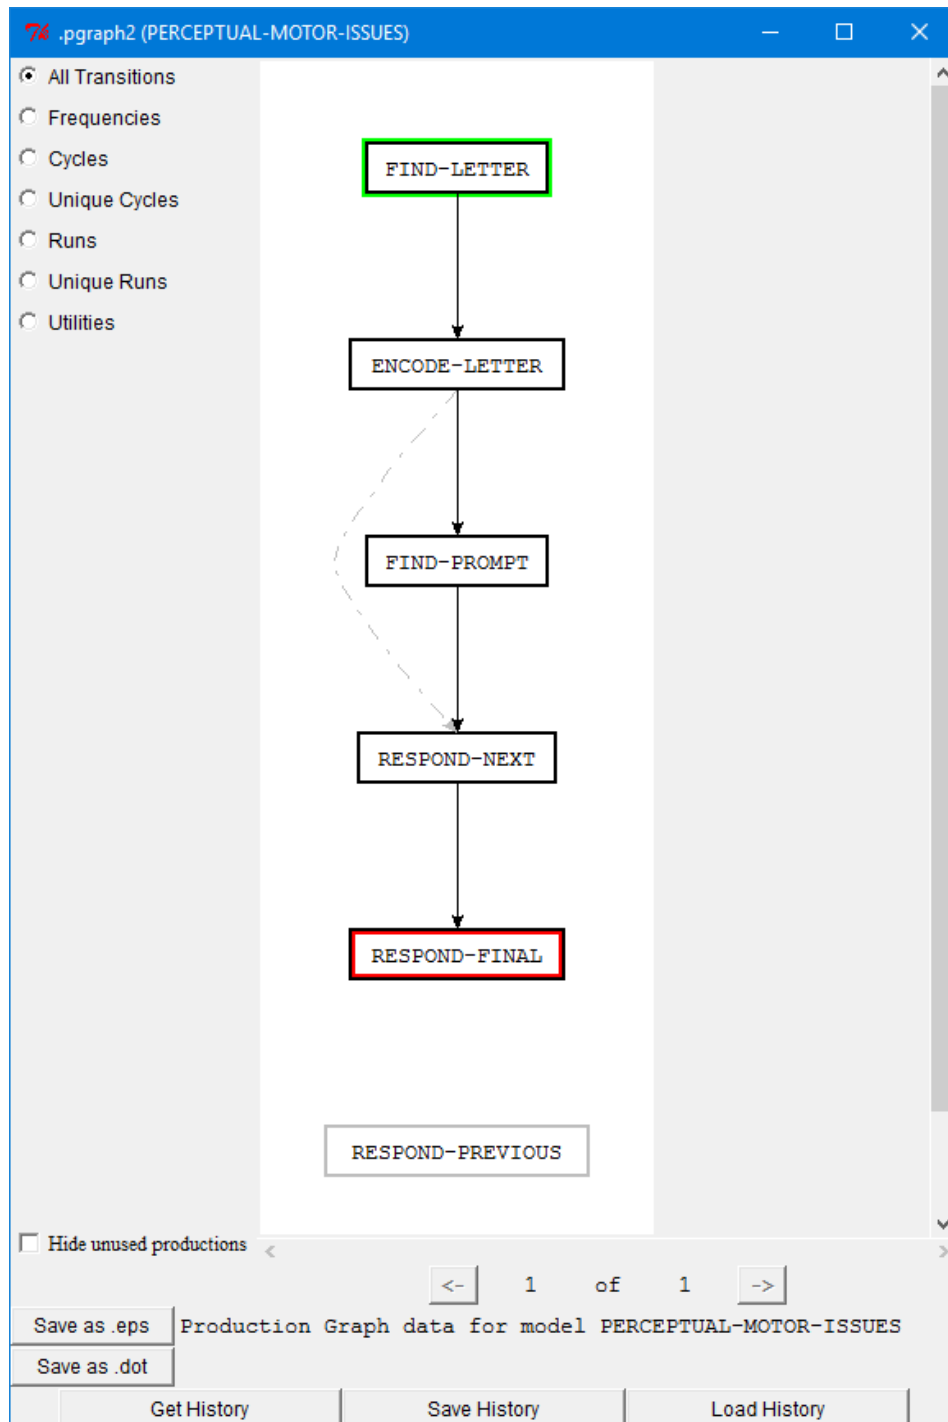 .pgraph2 (PERCEPTUAL-MOTOR-ISSUES)
All Transitions
Frequencies
Cycles
Unique Cycles
Runs
Unique Runs
Utilities
FIND-LETTER
ENCODE-LETTER
FIND-PROMPT
RESPOND-NEXT
RESPOND-FINAL
RESPOND-PREVIOUS
Hide unused productions
<- 1 of 1 ->
Save as .eps Production Graph data for model PERCEPTUAL-MOTOR-ISSUES
Save as .dot
Get History Save History Load History